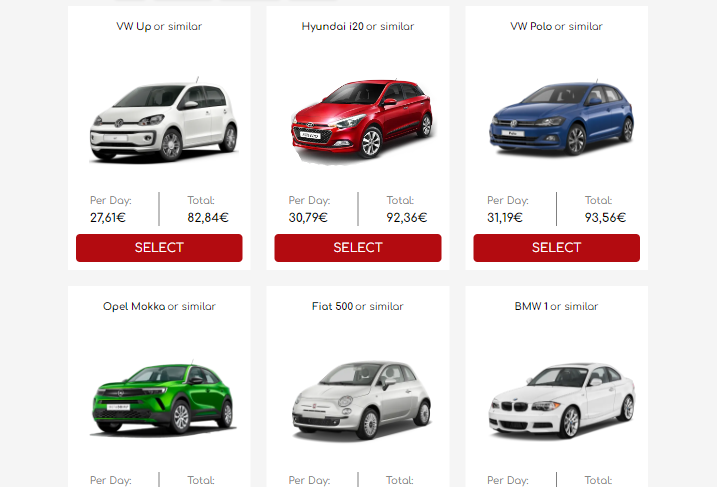 VW Up or similar
Hyundai i20 or similar
VW Polo or similar
Polo
Per Day:
Total:
27,61€
82,84€
Per Day:
Total:
30,79€
92,36€
Per Day:
Total:
31,19€
93,56€
SELECT
SELECT
SELECT
Opel Mokka or similar
Fiat 500 or similar
BMW 1 or similar
Per Day:
Total:
Per Day:
Total:
Per Day:
Total: